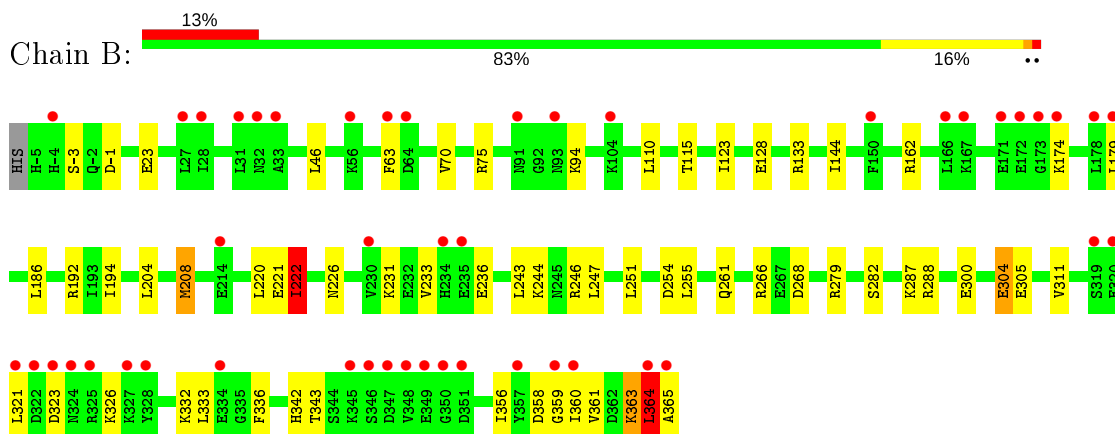 13%
Chain B:
83% 16% ••
HIS H-5 H-4 S-3 Q-2 D-1 E23 L27 I28 L31 N32 A33 L46 K56 F63 D64 V70 R75 N91 G92 N93 K94 K104 L110 T115 I123 E128 R133 I144 F150 R162 L166 K167 E171 E172 G173 K174 L178 L179
L186 R192 I193 I194 L204 M208 E214 L220 E221 I222 N226 V230 K231 E232 V233 H234 E235 E236 L243 K244 N245 R246 L247 L251 D254 L255 Q261 R266 E267 D268 R279 S282 K287 R288 E300 E304 E305 V311 S319
L321 D322 D323 N324 R325 K326 K327 Y328 K332 L333 E334 G335 F336 H342 T343 S344 K345 S346 D347 V348 E349 G350 D351 I356 Y357 D358 G359 I360 V361 D362 K363 L364 A365